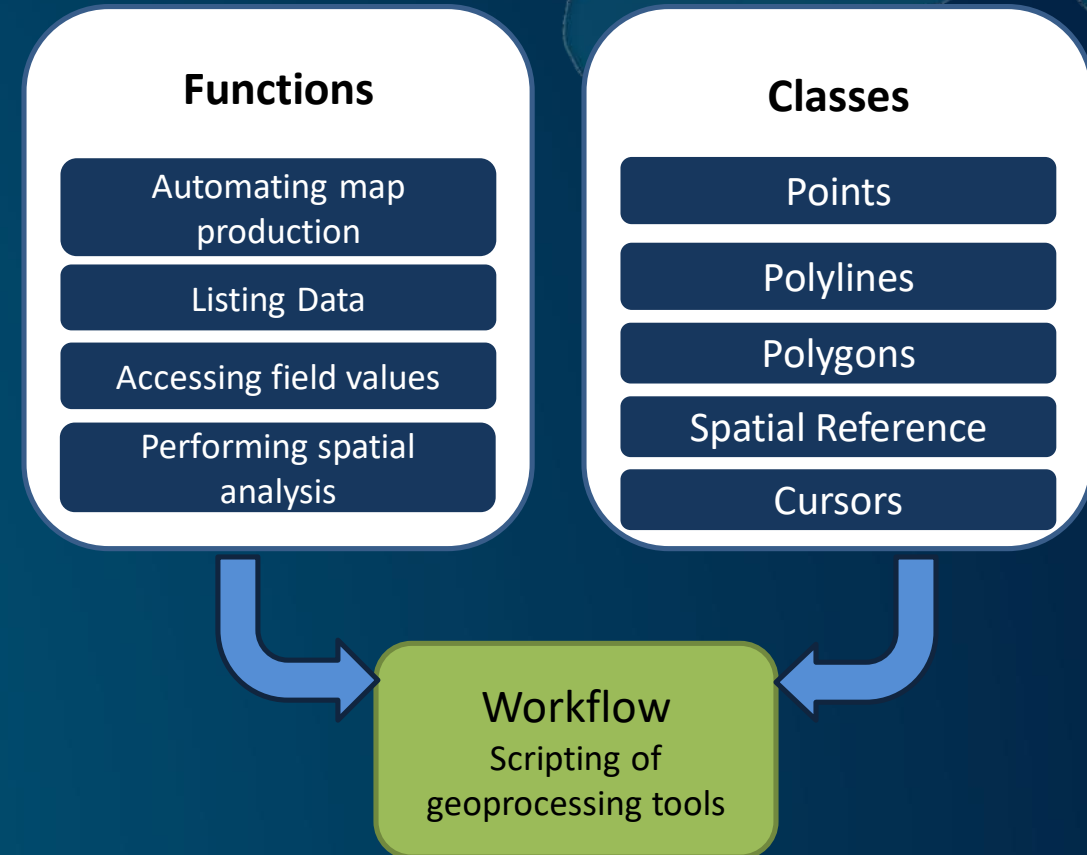 Functions
Automating map
production
Listing Data
Accessing field values
Performing spatial
analysis
Classes
Points
Polylines
Polygons
Spatial Reference
Cursors
Workflow
Scripting of
geoprocessing tools